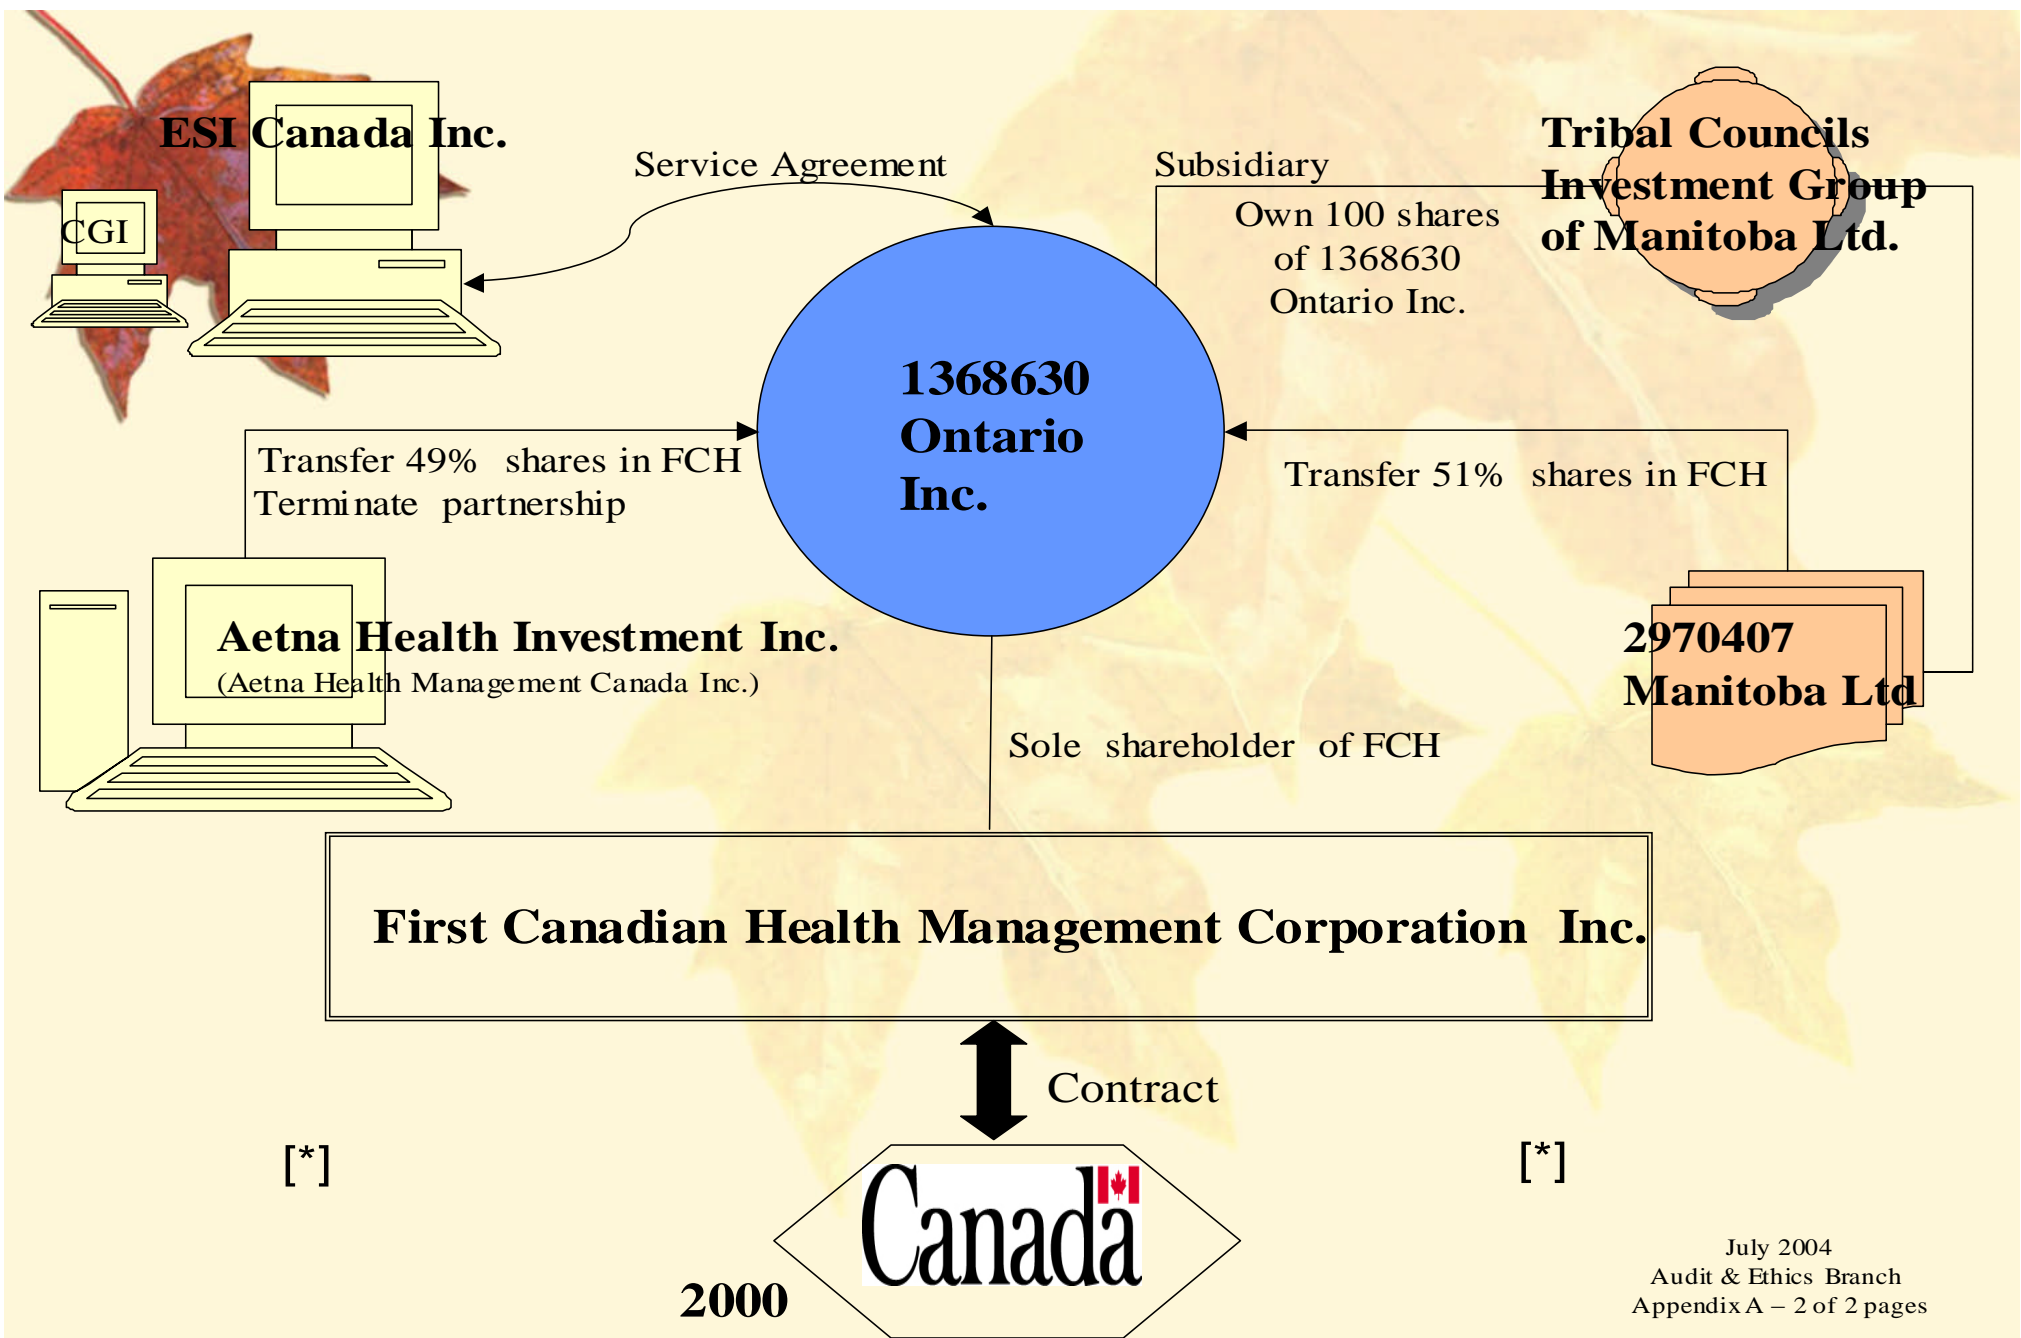 ESI Canada Inc.
CGI
Service Agreement
Subsidiary
Own 100 shares
of 1368630
Ontario Inc.
Tribal Councils
Investment Group
of Manitoba Ltd.
1368630
Ontario
Inc.
Transfer 49% shares in FCH
Terminate partnership
Transfer 51% shares in FCH
Aetna Health Investment Inc.
(Aetna Health Management Canada Inc.)
2970407
Manitoba Ltd
Sole shareholder of FCH
First Canadian Health Management Corporation Inc.
Contract
[*]
[*]
Canada
2000
July 2004
Audit & Ethics Branch
Appendix A – 2 of 2 pages